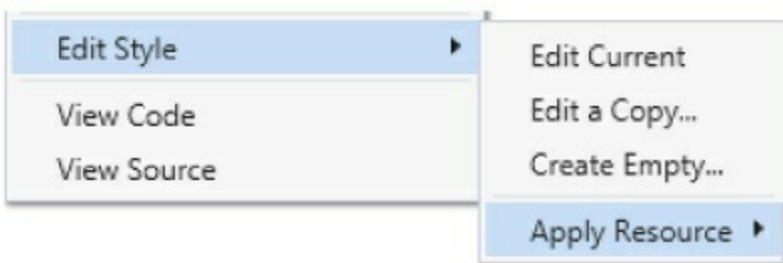 Edit Style
View Code
View Source
Edit Current
Edit a Copy...
Create Empty...
Apply Resource